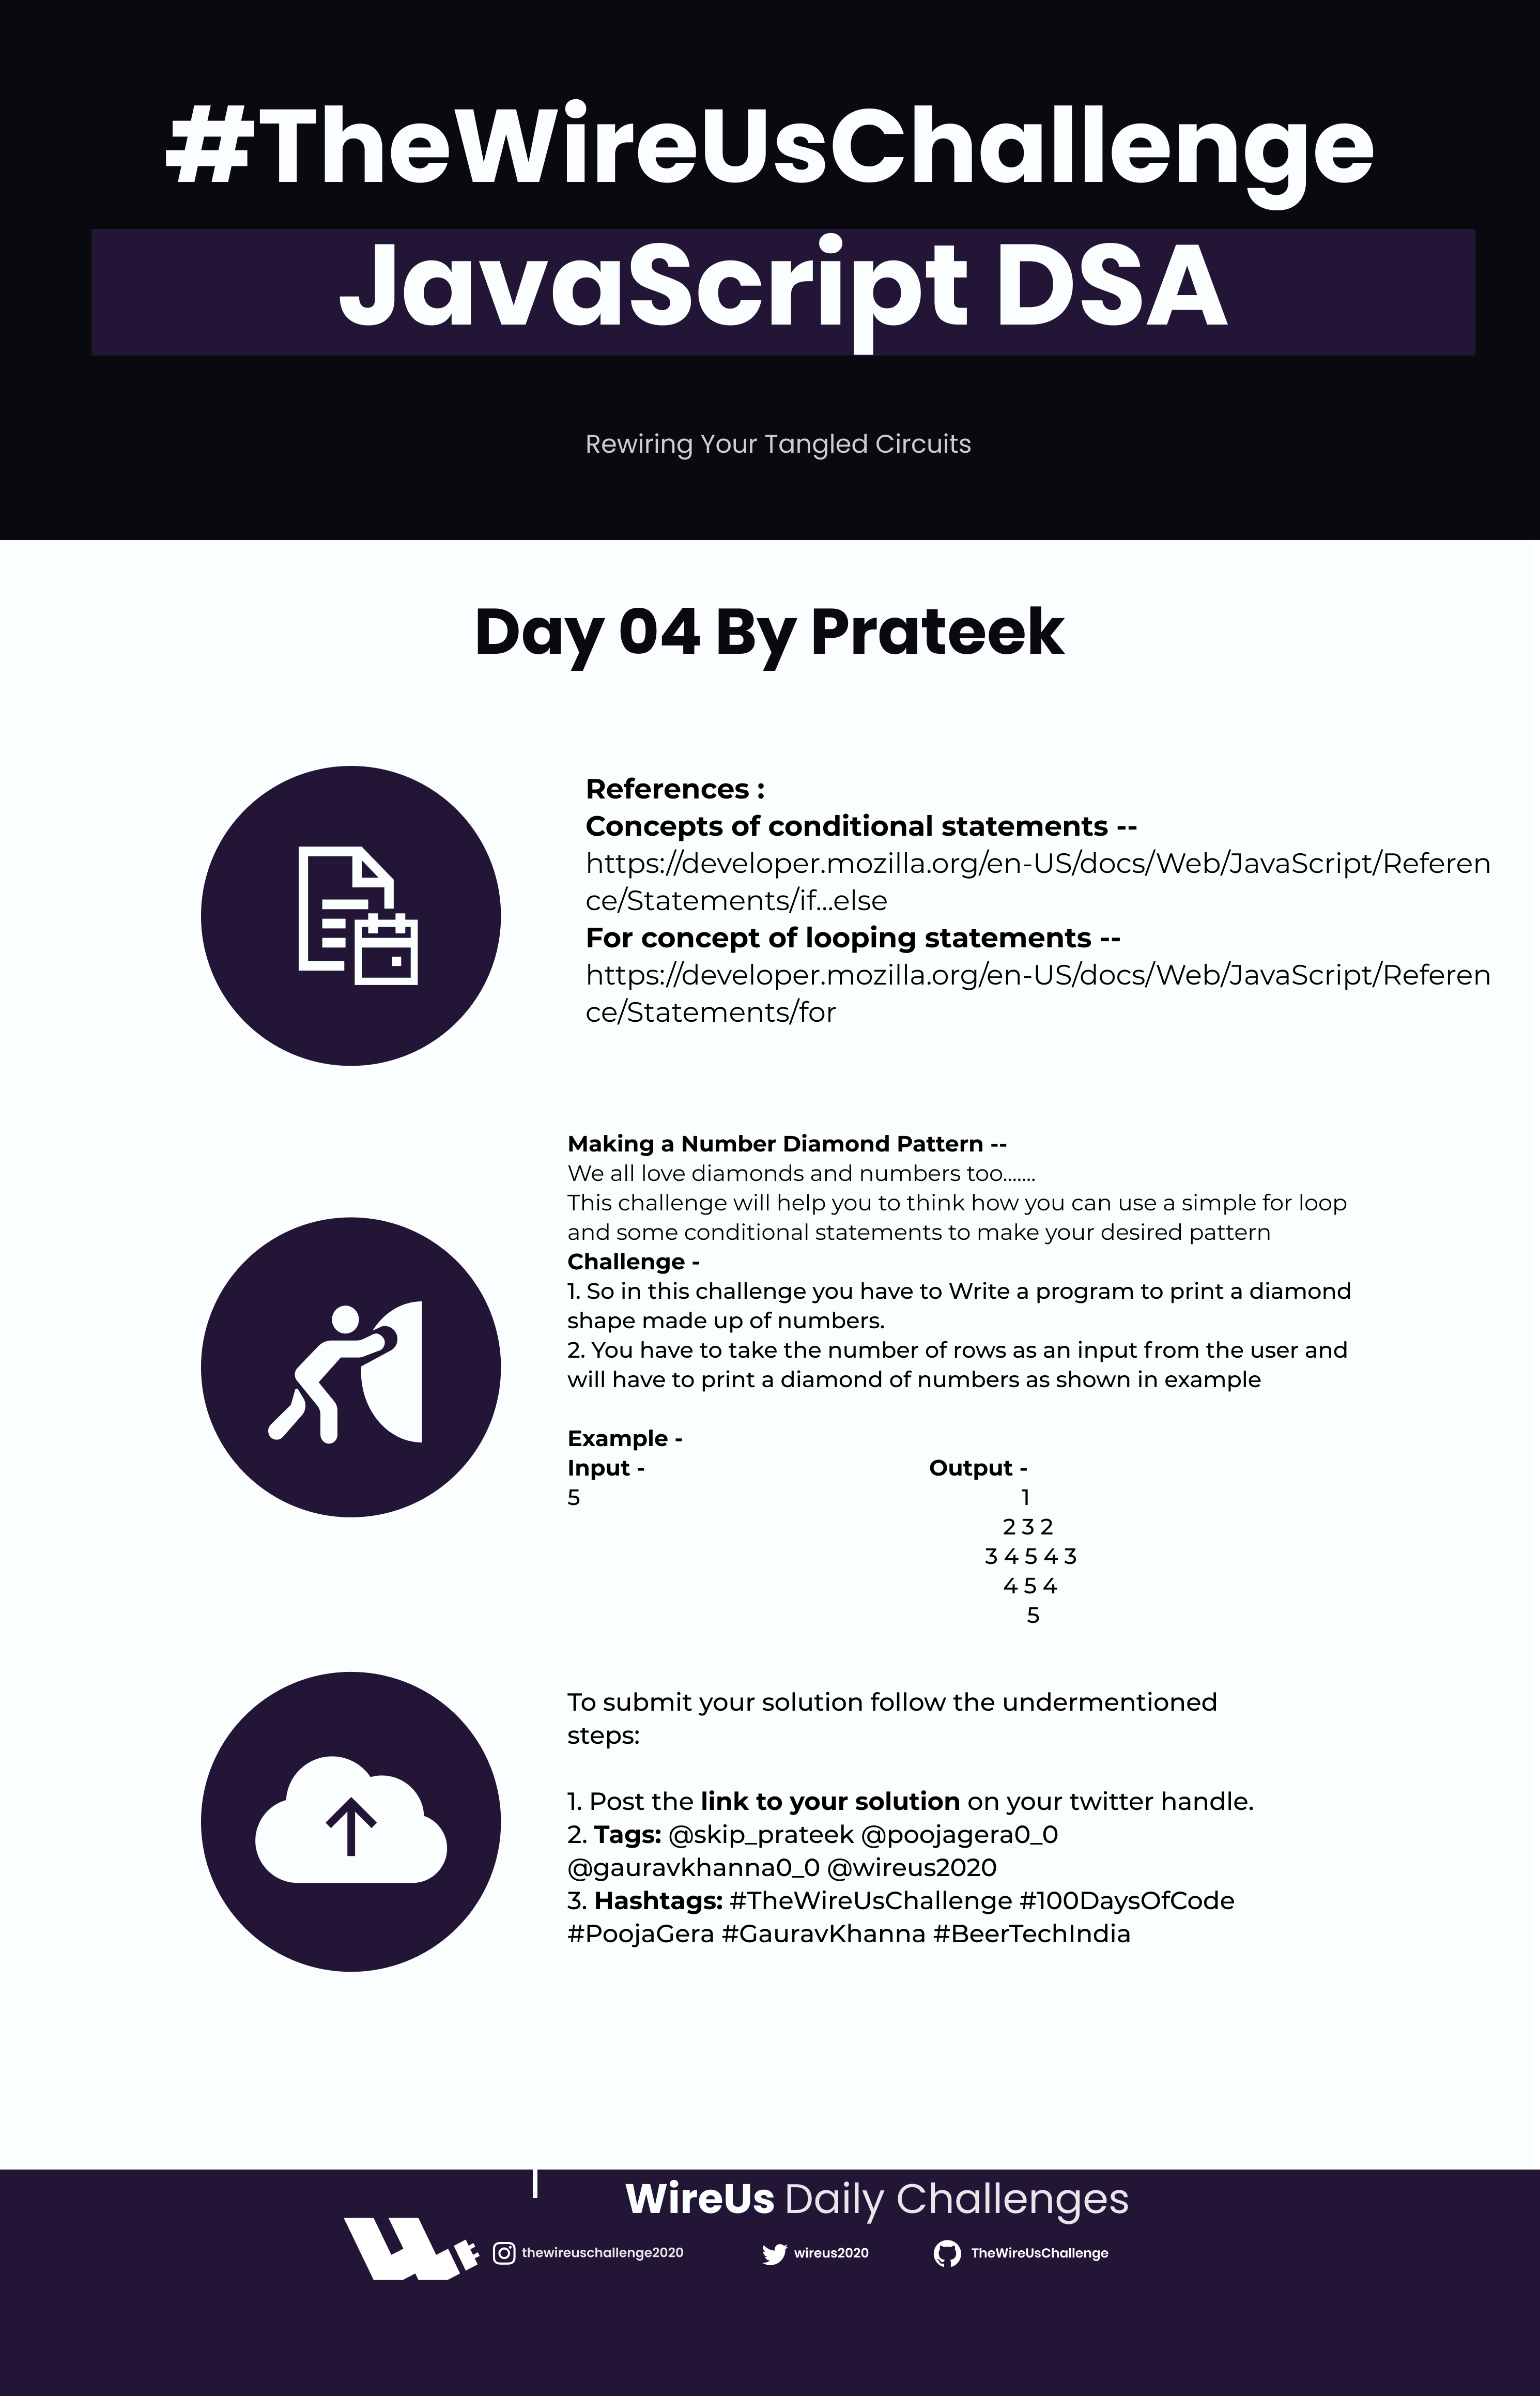 #TheWireUsChallenge
JavaScript DSA
Rewiring Your Tangled Circuits
Day 04 By Prateek
References :
Concepts of conditional statements --
https://developer.mozilla.org/en-US/docs/Web/JavaScript/Referen
ce/Statements/if...else
For concept of looping statements --
https://developer.mozilla.org/en-US/docs/Web/JavaScript/Referen
ce/Statements/for
Making a Number Diamond Pattern --
We all love diamonds and numbers too.......
This challenge will help you to think how you can use a simple for loop
and some conditional statements to make your desired pattern
Challenge -
1. So in this challenge you have to Write a program to print a diamond
shape made up of numbers.
2. You have to take the number of rows as an input from the user and
will have to print a diamond of numbers as shown in example
Example -
Input - Output -
5 1
2 3 2
3 4 5 4 3
4 5 4
5
To submit your solution follow the undermentioned
steps:
1. Post the link to your solution on your twitter handle.
2. Tags: @skip_prateek @poojagera0_0
@gauravkhanna0_0 @wireus2020
3. Hashtags: #TheWireUsChallenge #100DaysOfCode
#PoojaGera #GauravKhanna #BeerTechIndia
WireUs Daily Challenges
thewireuschallenge2020 wireus2020 TheWireUsChallenge